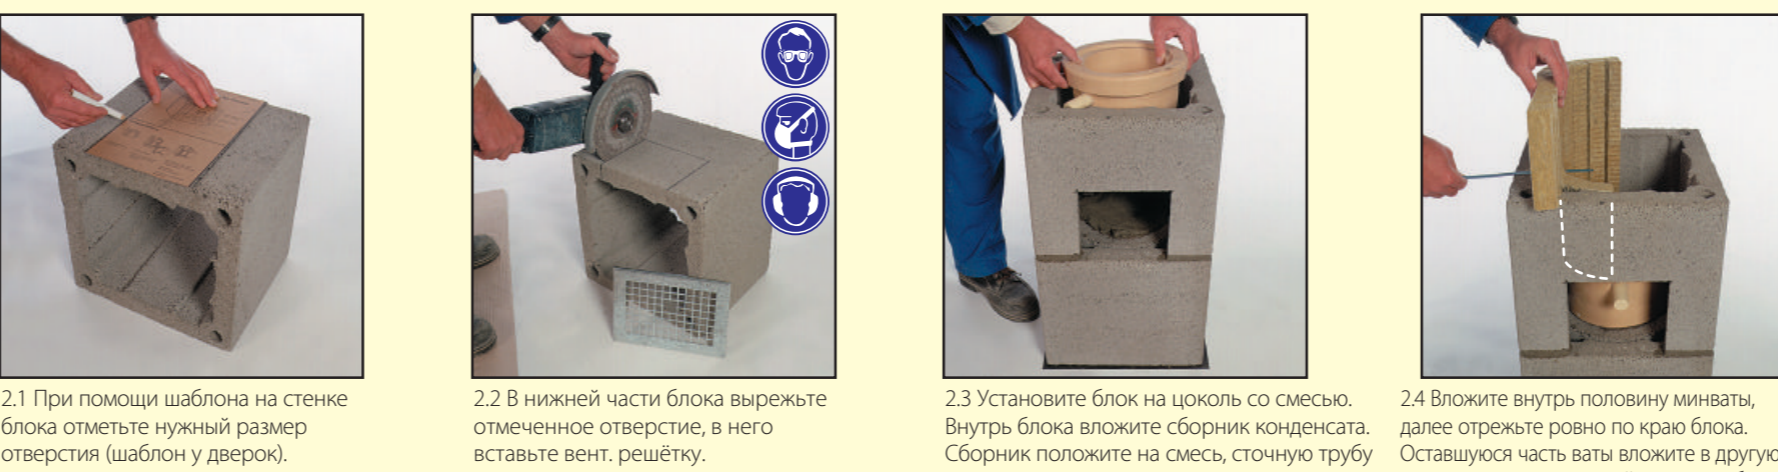 2.1 При помощи шаблона на стенке
блока отметьте нужный размер
отверстия (шаблон у дверок).
2.2 В нижней части блока вырежьте
отмеченное отверстие, в него
вставьте вент. решётку.
2.3 Установите блок на цоколь со смесью.
Внутрь блока вложите сборник конденсата.
Сборник положите на смесь, сточную трубу
2.4 Вложите внутрь половину минваты,
далее отрежьте ровно по краю блока.
Оставшуюся часть ваты вложите в другую